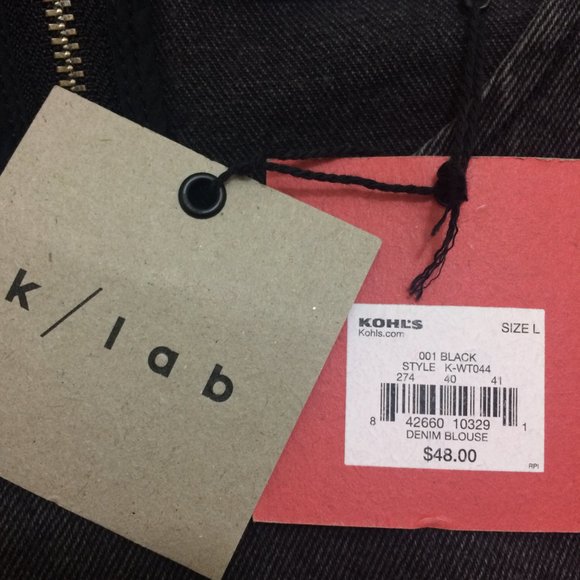 k/lab
KOHL'S
Kohls.com
SIZE L
001 BLACK
STYLE K-WT044
274 40 41
8 42660 10329 1
DENIM BLOUSE
$48.00
RJPI